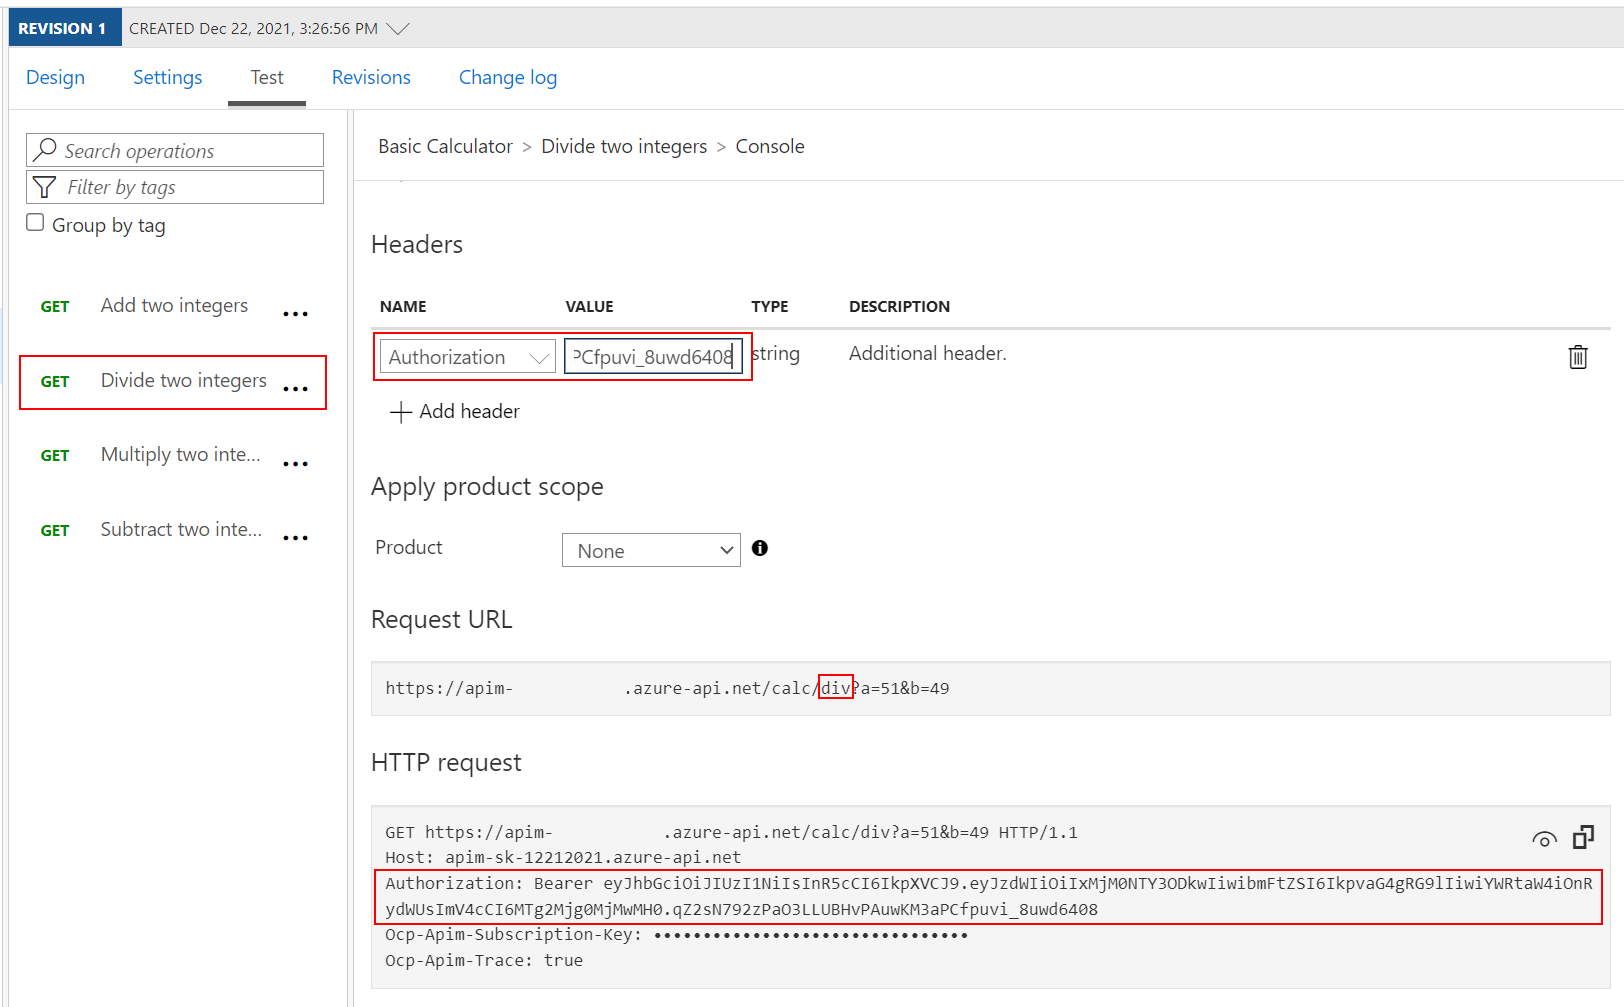 REVISION 1 CREATED Dec 22, 2021, 3:26:56 PM
Design Settings Test Revisions Change log
Search operations
Filter by tags
Group by tag
GET Add two integers ...
GET Divide two integers ...
GET Multiply two inte... ...
GET Subtract two inte... ...
Basic Calculator > Divide two integers > Console
Headers
NAME VALUE TYPE DESCRIPTION
Authorization PCfpuvi_8uwd6408 string Additional header.
Add header
Apply product scope
Product None
Request URL
https://apim- .azure-api.net/calc/div?a=51&b=49
HTTP request
GET https://apim- .azure-api.net/calc/div?a=51&b=49 HTTP/1.1
Host: apim-sk-12212021.azure-api.net
Authorization: Bearer eyJhbGciOiJIUzI1NiIsInR5cCI6IkpXVCJ9.eyJzdWIiOiIxMjM0NTY3ODkwIiwibmFtZSI6IkpvaG4gRG9lIiwiYWRtaW4iOnR
ydWUsImV4cCI6MTg2Mjg0MjMwMH0.qZ2sN792zPaO3LLUBHvPAuwKM3aPCfpuvi_8uwd6408
Ocp-Apim-Subscription-Key: ••••••••••••••••••••••••••••••••
Ocp-Apim-Trace: true